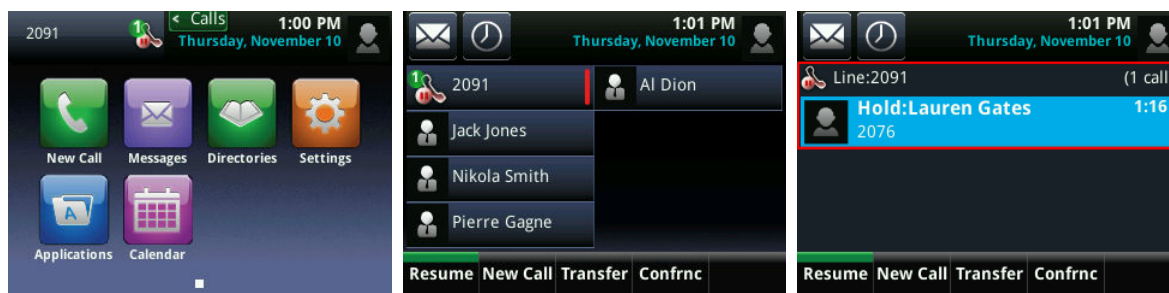 2091
1
< Calls
1:00 PM
Thursday, November 10
New Call Messages Directories Settings
A
Applications Calendar
1:01 PM
Thursday, November 10
1
2091 Al Dion
Jack Jones
Nikola Smith
Pierre Gagne
Resume New Call Transfer Confrnc
1:01 PM
Thursday, November 10
Line:2091 (1 call
Hold:Lauren Gates 1:16
2076
Resume New Call Transfer Confrnc